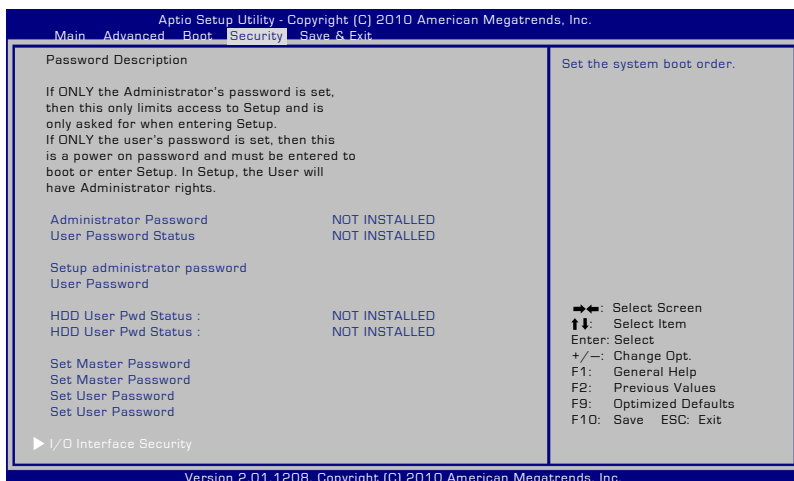 Aptio Setup Utility - Copyright (C) 2010 American Megatrends, Inc.
Main Advanced Boot Security Save & Exit
Password Description
If ONLY the Administrator's password is set,
then this only limits access to Setup and is
only asked for when entering Setup.
If ONLY the user's password is set, then this
is a power on password and must be entered to
boot or enter Setup. In Setup, the User will
have Administrator rights.
Administrator Password NOT INSTALLED
User Password Status NOT INSTALLED
Setup administrator password
User Password
HDD User Pwd Status : NOT INSTALLED
HDD User Pwd Status : NOT INSTALLED
Set Master Password
Set Master Password
Set User Password
Set User Password
▶ I/O Interface Security
Set the system boot order.
→←: Select Screen
↑↓: Select Item
Enter: Select
+/—: Change Opt.
F1: General Help
F2: Previous Values
F9: Optimized Defaults
F10: Save ESC: Exit
Version 2.01.1208. Copyright (C) 2010 American Megatrends, Inc.